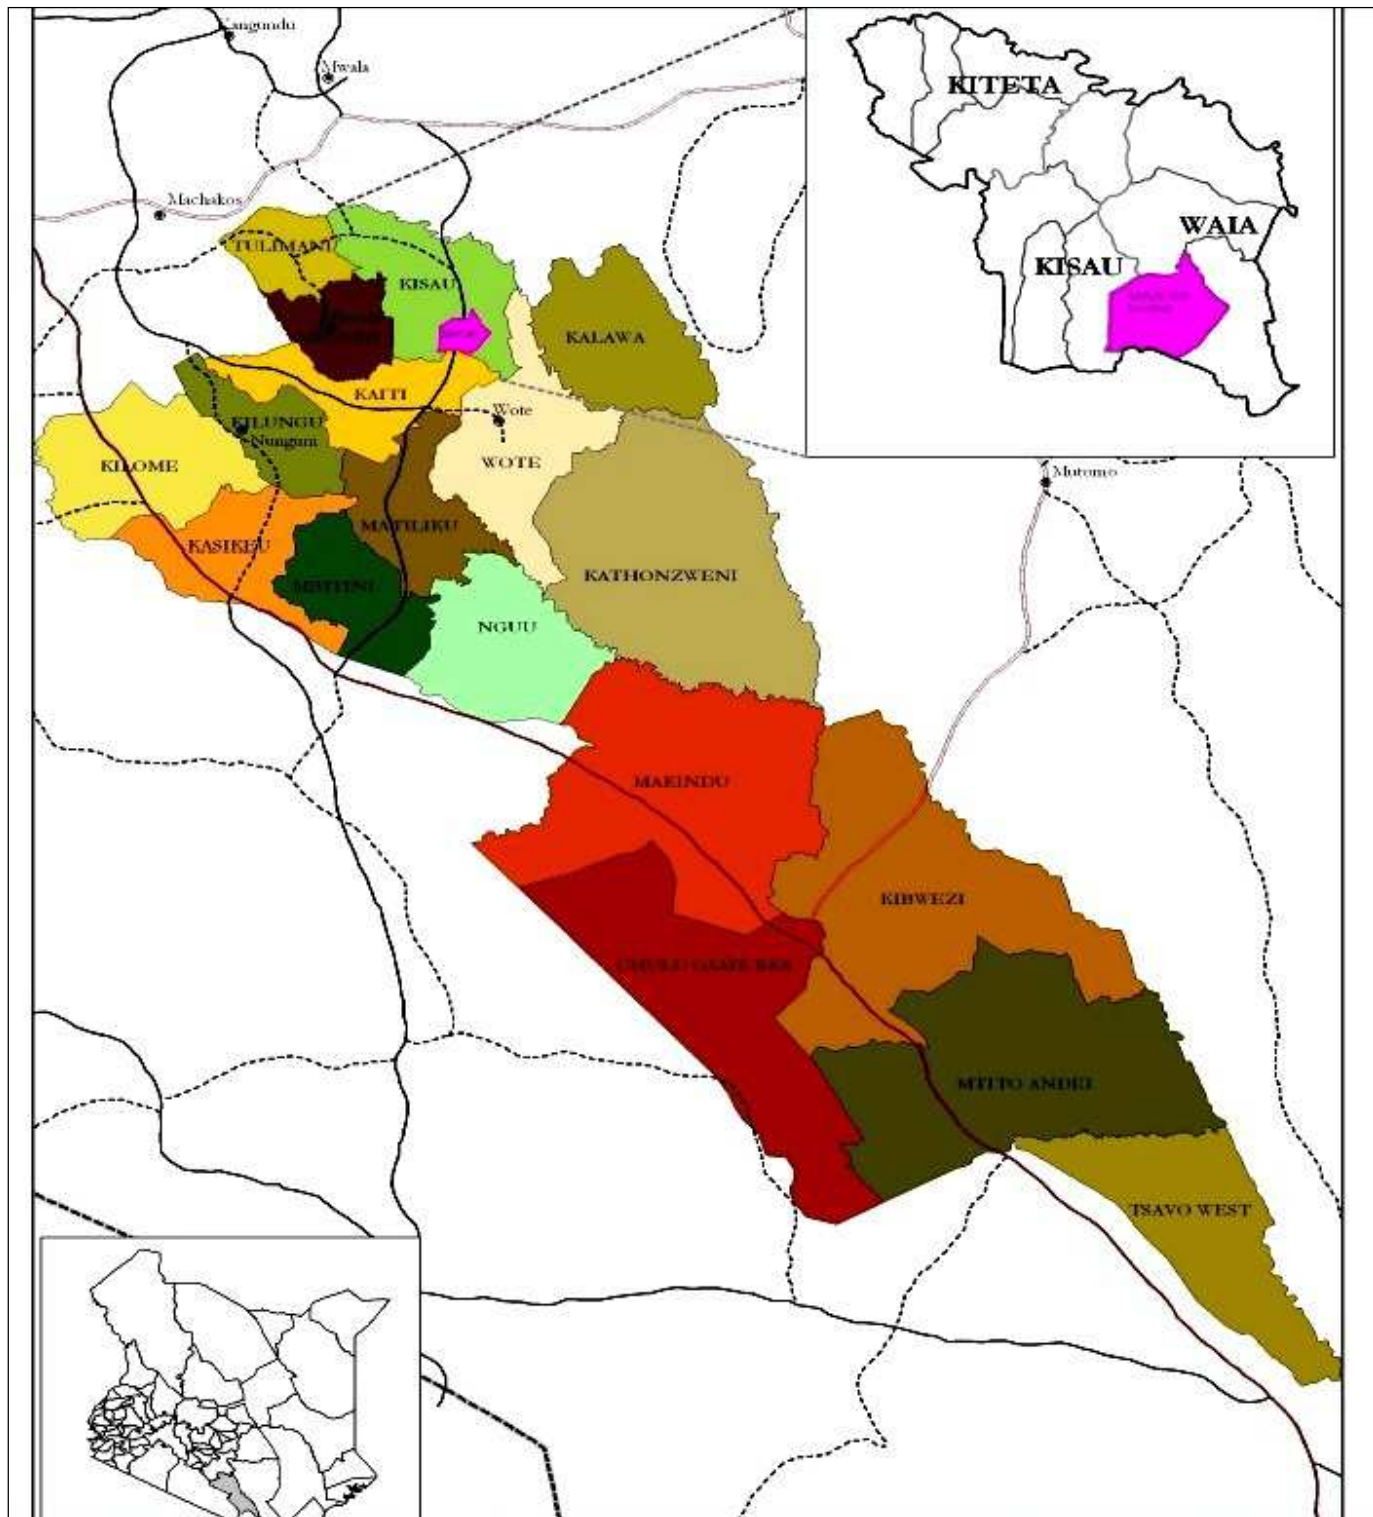 Mwala
KITETA
Machakos
WAIA
TULIMANI
KISAU
KISAU
KALAWA
KAITI
Wote
KILUNGU
Nunguni
KILOME
WOTE
Mutomo
MATILIKU
KASIKEU
MBITINI
KATHONZWENI
NGUU
MAKINDU
KIBWEZI
MTITO ANDEI
TSAVO WEST